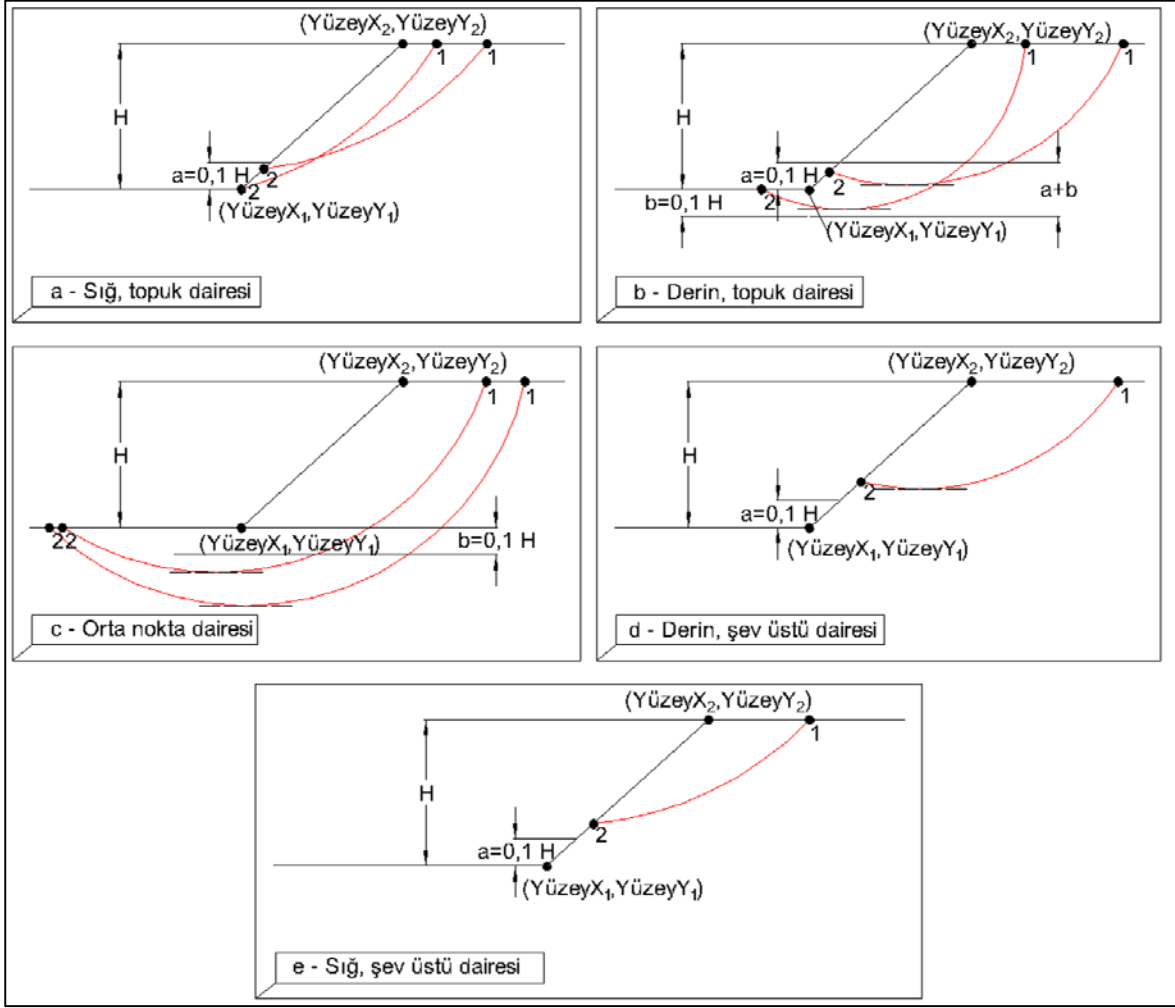 (YüzeyX₂,YüzeyY₂)
1
1
H
a=0,1 H
2
2
(YüzeyX₁,YüzeyY₁)
a - Sığ, topuk dairesi
(YüzeyX₂,YüzeyY₂)
1
1
H
a=0,1 H
2
b=0,1 H
2
a+b
(YüzeyX₁,YüzeyY₁)
b - Derin, topuk dairesi
(YüzeyX₂,YüzeyY₂)
1
1
H
22
(YüzeyX₁,YüzeyY₁)
b=0,1 H
c - Orta nokta dairesi
(YüzeyX₂,YüzeyY₂)
1
H
2
a=0,1 H
(YüzeyX₁,YüzeyY₁)
d - Derin, şev üstü dairesi
(YüzeyX₂,YüzeyY₂)
1
H
2
a=0,1 H
(YüzeyX₁,YüzeyY₁)
e - Sığ, şev üstü dairesi